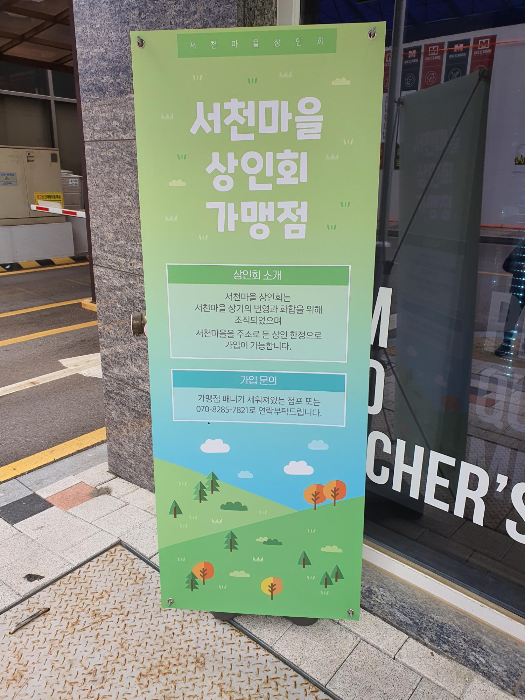 서천마을상인회
서천마을
상인회
가맹점
상인회 소개
서천마을 상인회는
서천마을 상가의 번영과 화합을 위해
조직되었으며
서천마을을 주소로 둔 상인 한정으로
가입이 가능합니다.
가입 문의
가맹점 배너가 세워져있는 점포 또는
070-8285-7821로 연락부탁드립니다.
CHER'S